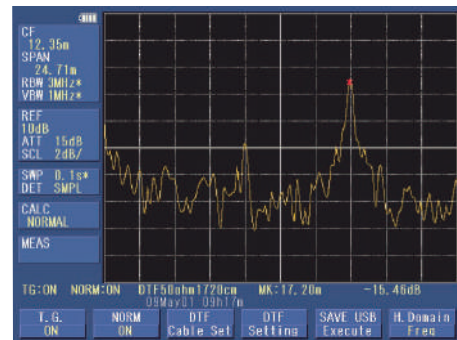 CF
12.35m
SPAN
24.71m
RBW 3MHz*
VBW 1MHz*
REF
10dB
ATT 15dB
SCL 2dB/
SWP 0.1s*
DET SMPL
CALC
NORMAL
MEAS
TG:ON NORM:ON DTF50ohm1720cm MK:17.20m -15.46dB
09May01 09h17m
T.G. ON
NORM ON
DTF Cable Set
DTF Setting
SAVE USB Execute
H.Domain Freq